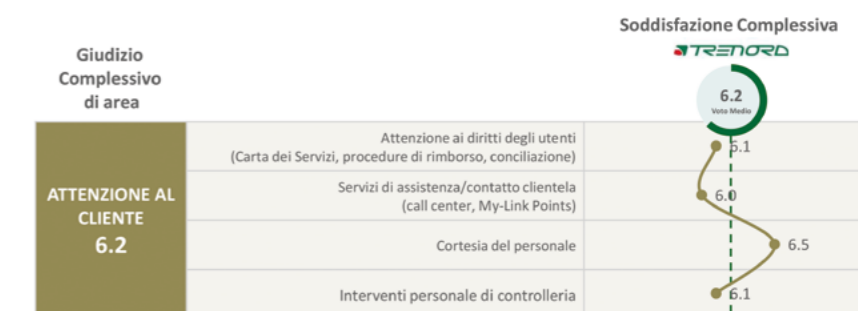 Soddisfazione Complessiva
TRENORD
Giudizio
Complessivo
di area
6.2
Voto Medio
ATTENZIONE AL
CLIENTE
6.2
Attenzione ai diritti degli utenti
(Carta dei Servizi, procedure di rimborso, conciliazione)
6.1
Servizi di assistenza/contatto clientela
(call center, My-Link Points)
6.0
Cortesia del personale
6.5
Interventi personale di controlleria
6.1